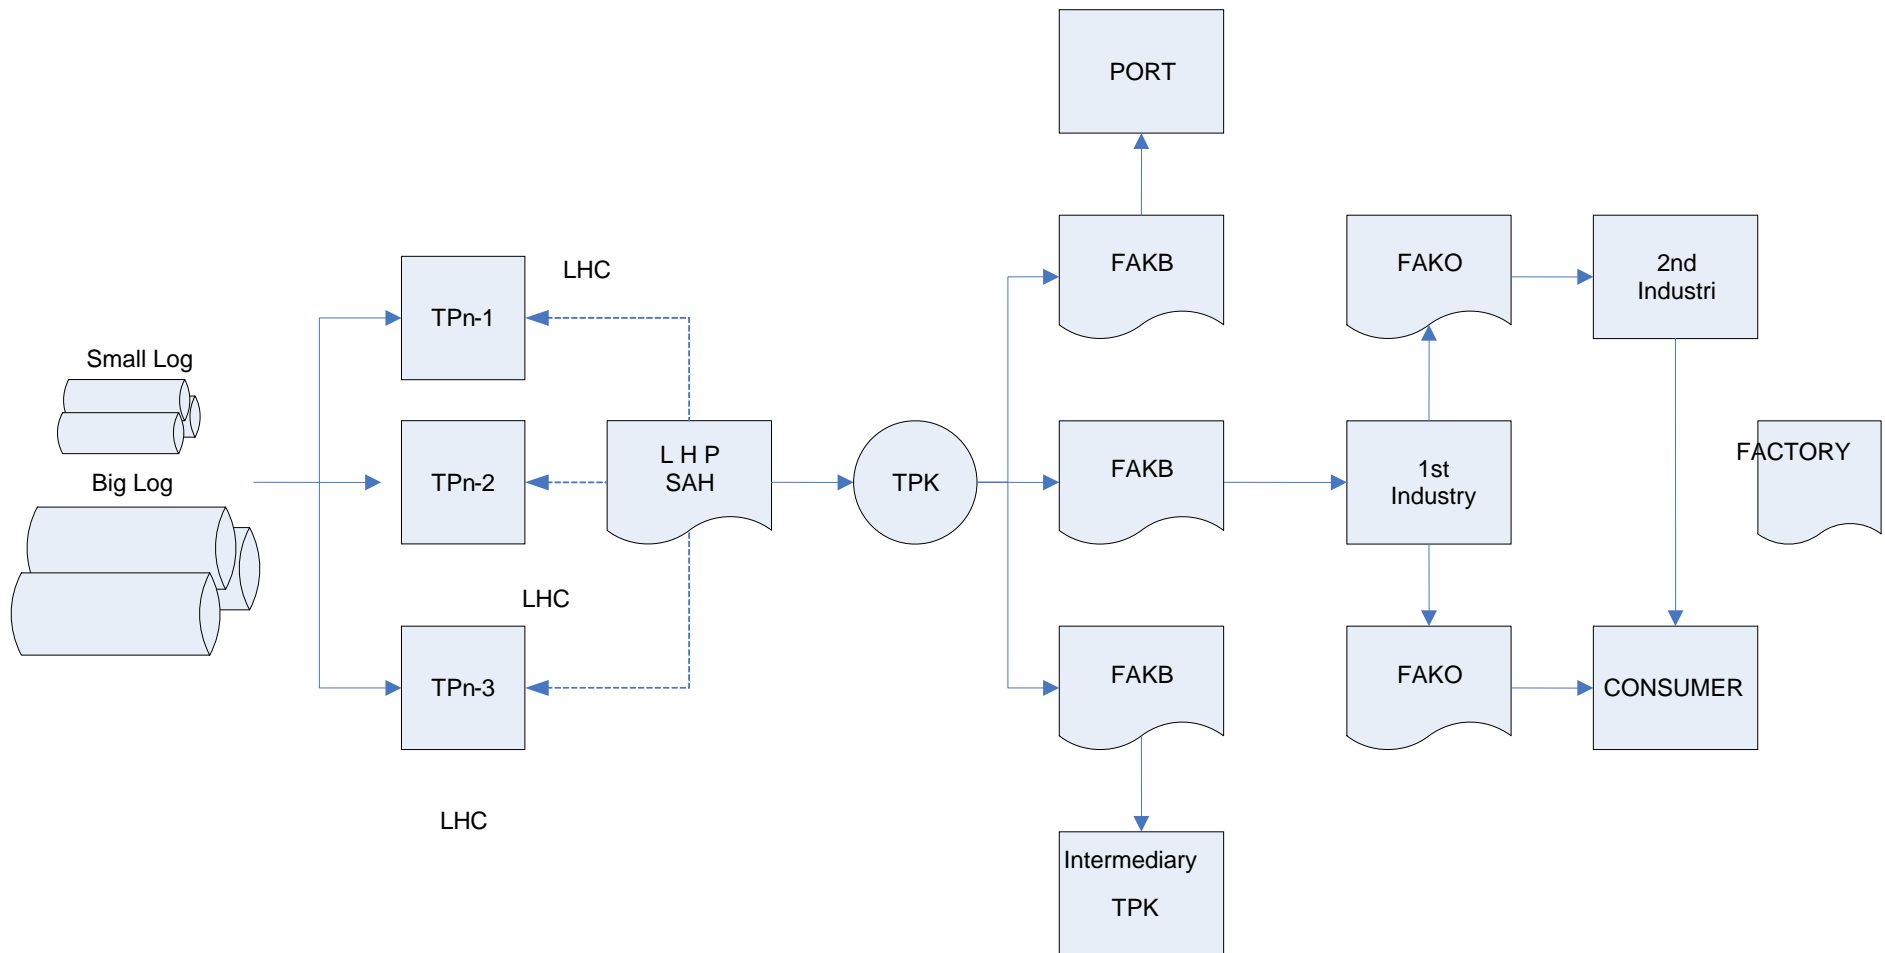 PORT
FAKB
FAKO
2nd
Industri
LHC
TPn-1
Small Log
Big Log
TPn-2
L H P
SAH
TPK
FAKB
1st
Industry
FACTORY
LHC
TPn-3
FAKB
FAKO
CONSUMER
LHC
Intermediary
TPK